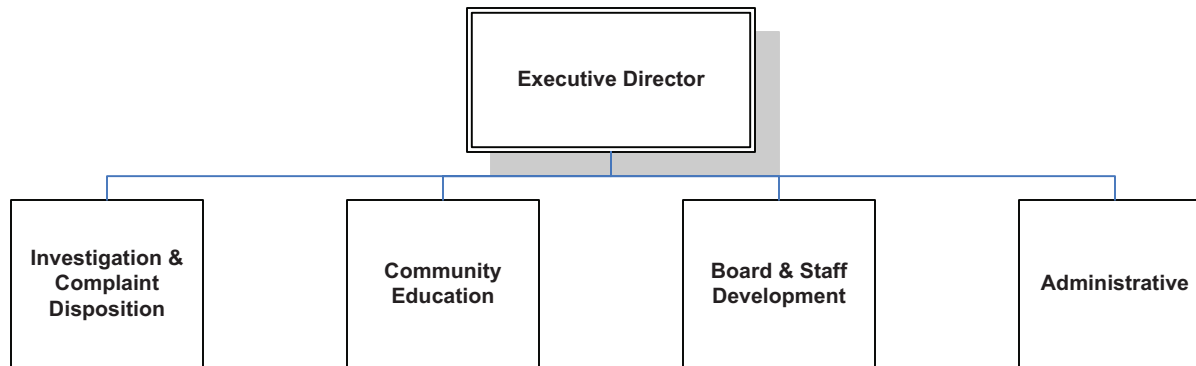 Executive Director
Investigation &
Complaint
Disposition
Community
Education
Board & Staff
Development
Administrative